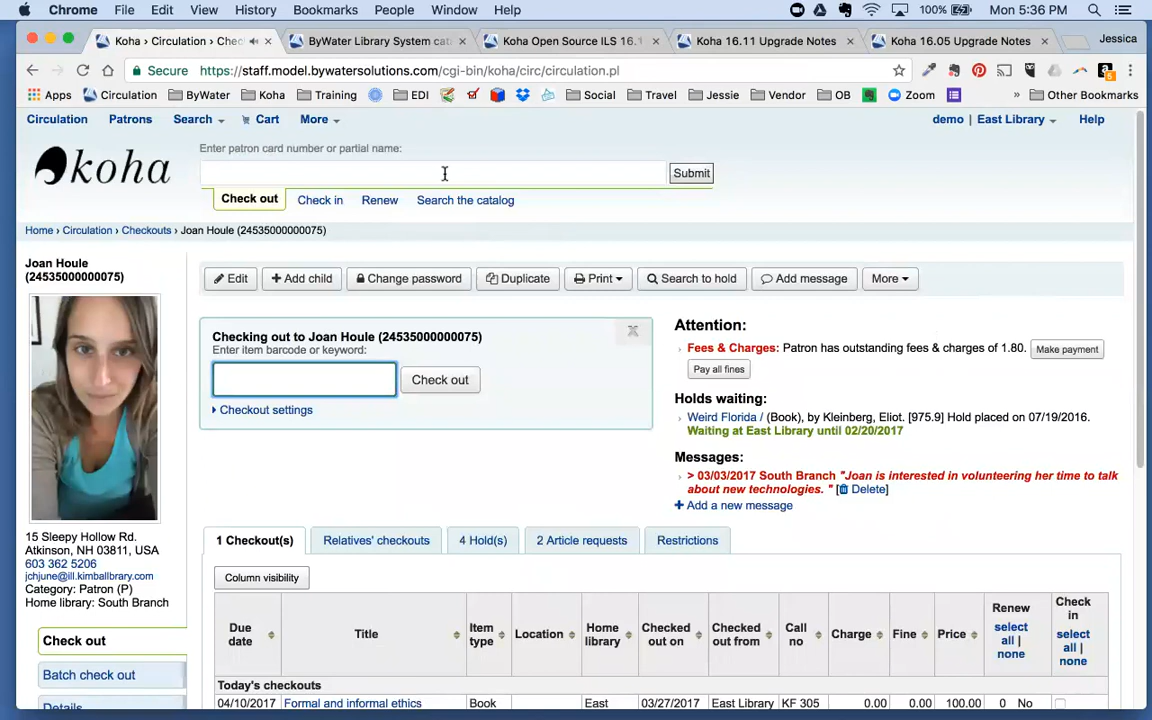 Chrome File Edit View History Bookmarks People Window Help 100% Mon 5:36 PM
Koha › Circulation › Chec × ByWater Library System cat × Koha Open Source ILS 16.1 × Koha 16.11 Upgrade Notes × Koha 16.05 Upgrade Notes × Jessica
Secure https://staff.model.bywatersolutions.com/cgi-bin/koha/circ/circulation.pl
Apps Circulation ByWater Koha Training EDI Social Travel Jessie Vendor OB Zoom » Other Bookmarks
Circulation Patrons Search Cart More demo | East Library Help
Enter patron card number or partial name:
koha
Submit
Check out Check in Renew Search the catalog
Home › Circulation › Checkouts › Joan Houle (24535000000075)
Joan Houle
(24535000000075)
Edit + Add child Change password Duplicate Print Search to hold Add message More
Checking out to Joan Houle (24535000000075)
Enter item barcode or keyword:
Check out
Checkout settings
Attention:
Fees & Charges: Patron has outstanding fees & charges of 1.80. Make payment
Pay all fines
Holds waiting:
Weird Florida / (Book), by Kleinberg, Eliot. [975.9] Hold placed on 07/19/2016.
Waiting at East Library until 02/20/2017
Messages:
> 03/03/2017 South Branch "Joan is interested in volunteering her time to talk
about new technologies. " [ Delete]
+ Add a new message
15 Sleepy Hollow Rd.
Atkinson, NH 03811, USA
603 362 5206
jchjune@ill.kimballbrary.com
Category: Patron (P)
Home library: South Branch
Check out
Batch check out
Details
1 Checkout(s) Relatives' checkouts 4 Hold(s) 2 Article requests Restrictions
Column visibility
Due date Title Item type Location Home library Checked out on Checked out from Call no Charge Fine Price Renew select all | none Check in select all | none
Today's checkouts
04/10/2017 Formal and informal ethics Book East 03/27/2017 East Library KF 305 0.00 0.00 100.00 0 No